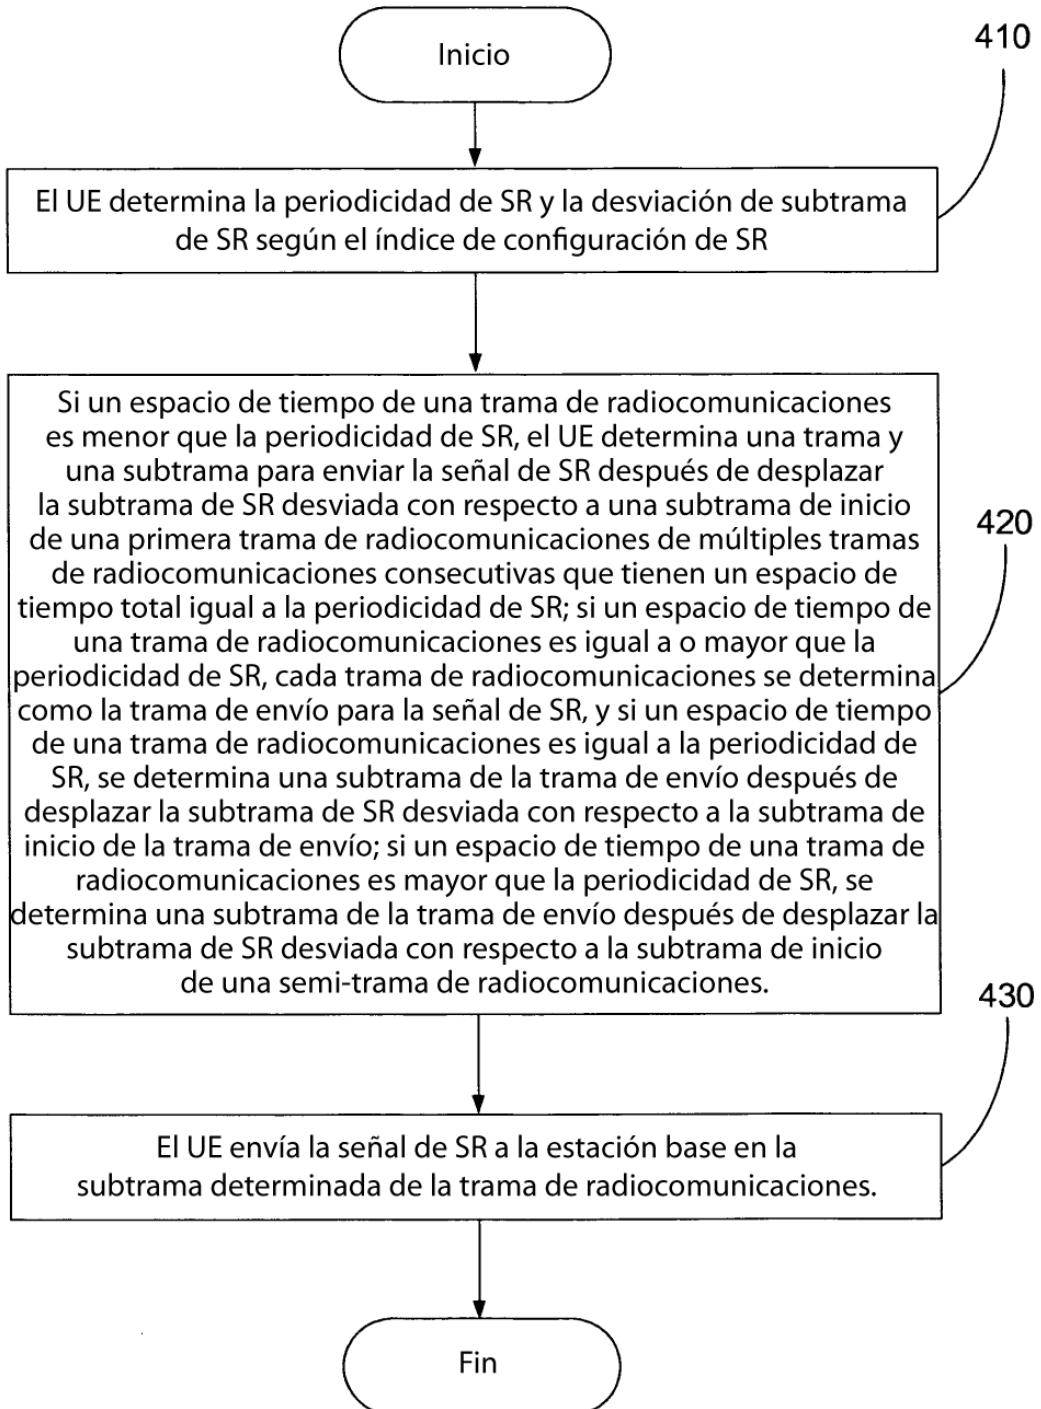 Inicio
410
El UE determina la periodicidad de SR y la desviación de subtrama
de SR según el índice de configuración de SR
Si un espacio de tiempo de una trama de radiocomunicaciones
es menor que la periodicidad de SR, el UE determina una trama y
una subtrama para enviar la señal de SR después de desplazar
la subtrama de SR desviada con respecto a una subtrama de inicio
de una primera trama de radiocomunicaciones de múltiples tramas
de radiocomunicaciones consecutivas que tienen un espacio de
tiempo total igual a la periodicidad de SR; si un espacio de tiempo de
una trama de radiocomunicaciones es igual a o mayor que la
periodicidad de SR, cada trama de radiocomunicaciones se determina
como la trama de envío para la señal de SR, y si un espacio de tiempo
de una trama de radiocomunicaciones es igual a la periodicidad de
SR, se determina una subtrama de la trama de envío después de
desplazar la subtrama de SR desviada con respecto a la subtrama de
inicio de la trama de envío; si un espacio de tiempo de una trama de
radiocomunicaciones es mayor que la periodicidad de SR, se
determina una subtrama de la trama de envío después de desplazar la
subtrama de SR desviada con respecto a la subtrama de inicio
de una semi-trama de radiocomunicaciones.
420
El UE envía la señal de SR a la estación base en la
subtrama determinada de la trama de radiocomunicaciones.
430
Fin